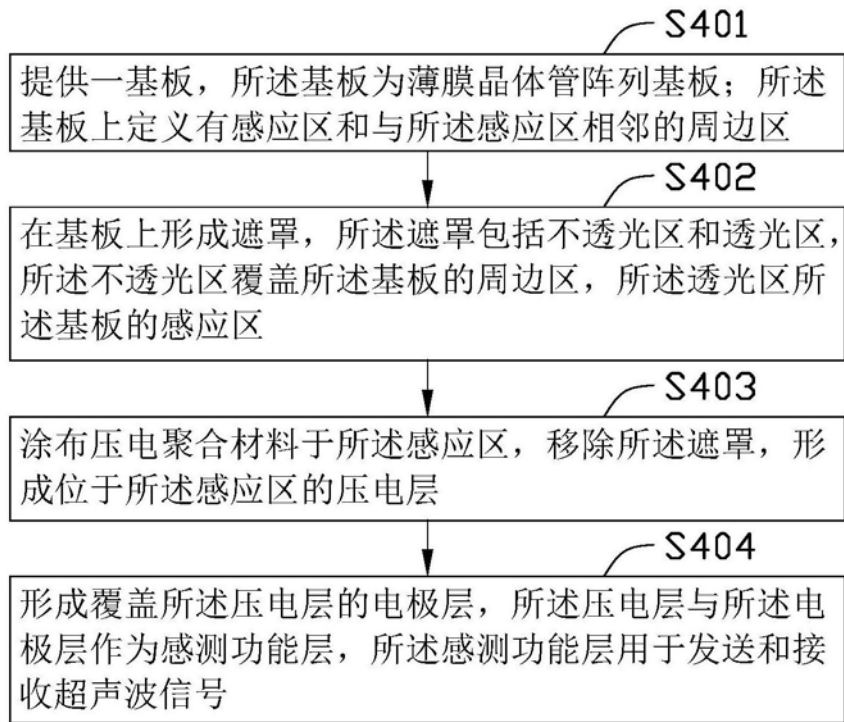 S401
提供一基板，所述基板为薄膜晶体管阵列基板；所述
基板上定义有感应区和与所述感应区相邻的周边区
S402
在基板上形成遮罩，所述遮罩包括不透光区和透光区，
所述不透光区覆盖所述基板的周边区，所述透光区所
述基板的感应区
S403
涂布压电聚合材料于所述感应区，移除所述遮罩，形
成位于所述感应区的压电层
S404
形成覆盖所述压电层的电极层，所述压电层与所述电
极层作为感测功能层，所述感测功能层用于发送和接
收超声波信号